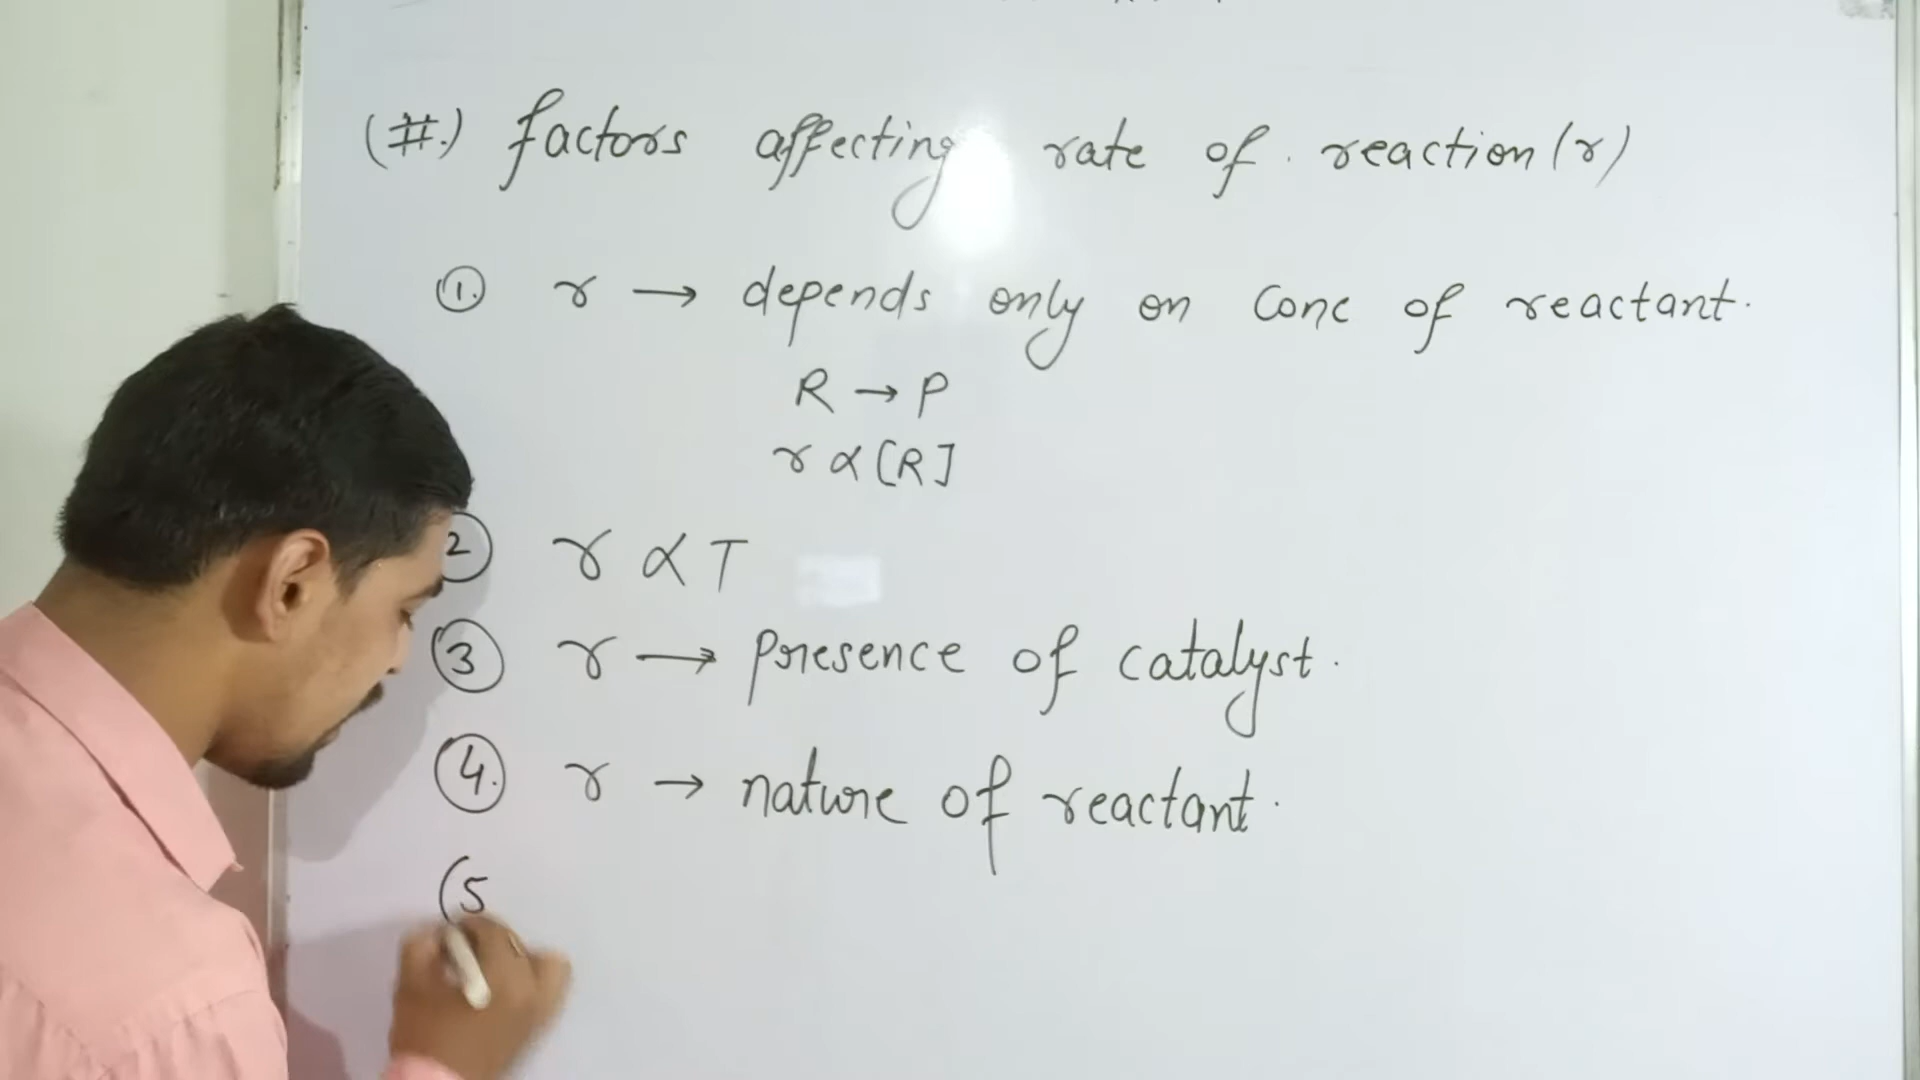 (#.) factors affecting rate of reaction (r)
①. r → depends only on Conc of reactant.
R → P
r α [R]
② r α T
③ r → presence of catalyst.
④. r → nature of reactant.
(5